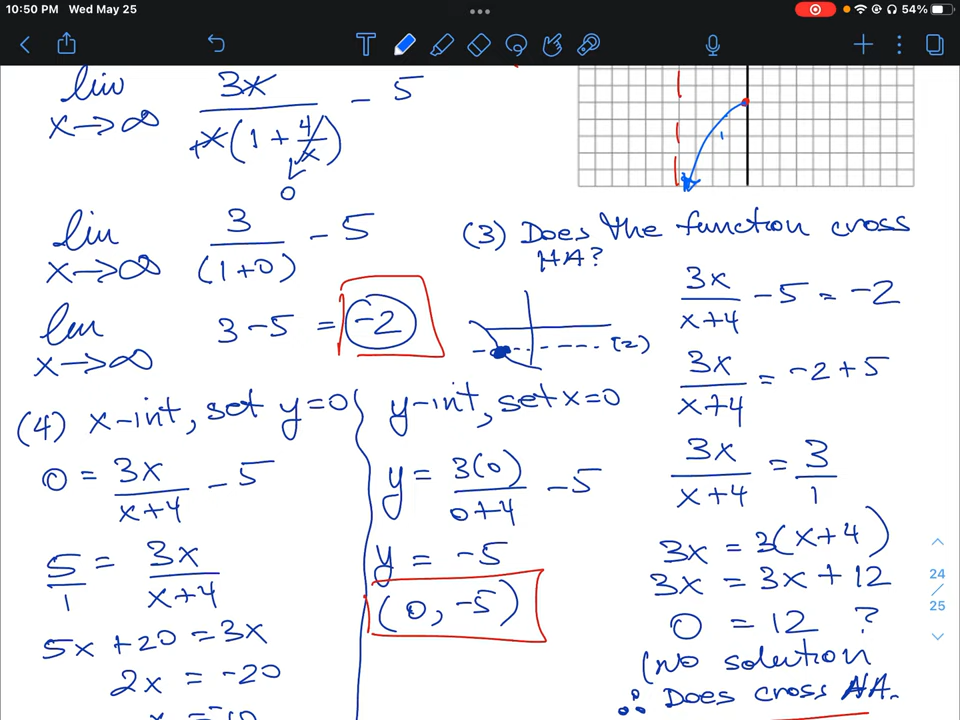 10:50 PM Wed May 25
54%
lim x→∞ 3x / x(1 + 4/x) - 5
0
lim x→∞ 3 / (1+0) - 5
lim x→∞ 3 - 5 = -2
(3) Does the function cross HA?
(2)
3x / x+4 - 5 = -2
3x / x+4 = -2 + 5
3x / x+4 = 3 / 1
3x = 3(x+4)
3x = 3x + 12
0 = 12 ?
(no solution
∴ Does cross HA.
(4) x-int, set y=0
0 = 3x / x+4 - 5
5 / 1 = 3x / x+4
5x + 20 = 3x
2x = -20
x = -10
y-int, set x=0
y = 3(0) / 0+4 - 5
y = -5
(0, -5)
24
/
25